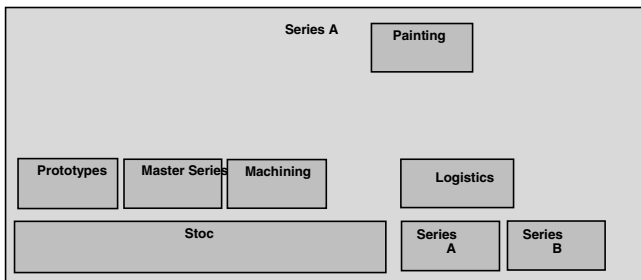 Series A
Painting
Prototypes
Master Series
Machining
Logistics
Stoc
Series
A
Series
B